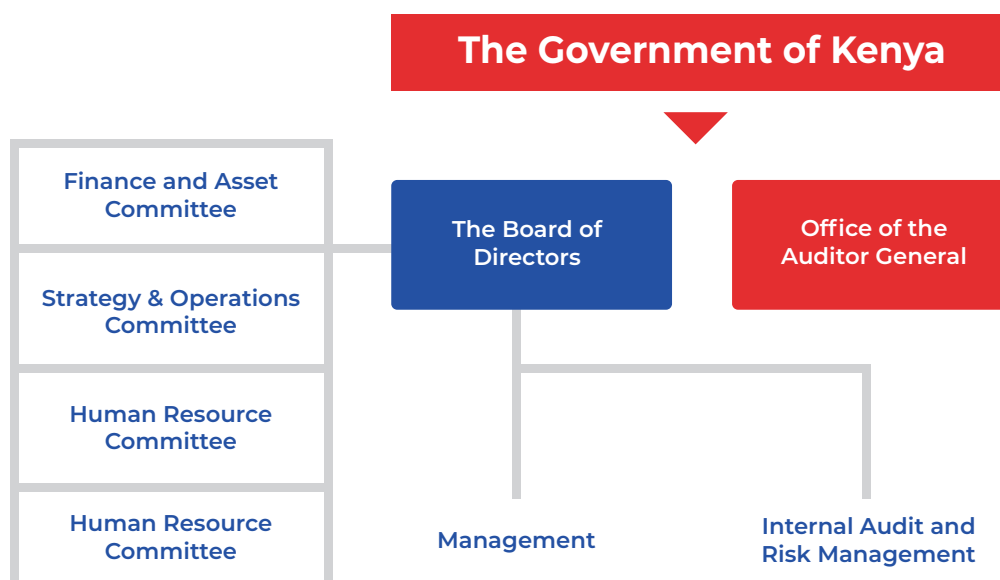 The Government of Kenya
Finance and Asset
Committee
Strategy & Operations
Committee
Human Resource
Committee
Human Resource
Committee
The Board of
Directors
Office of the
Auditor General
Management
Internal Audit and
Risk Management